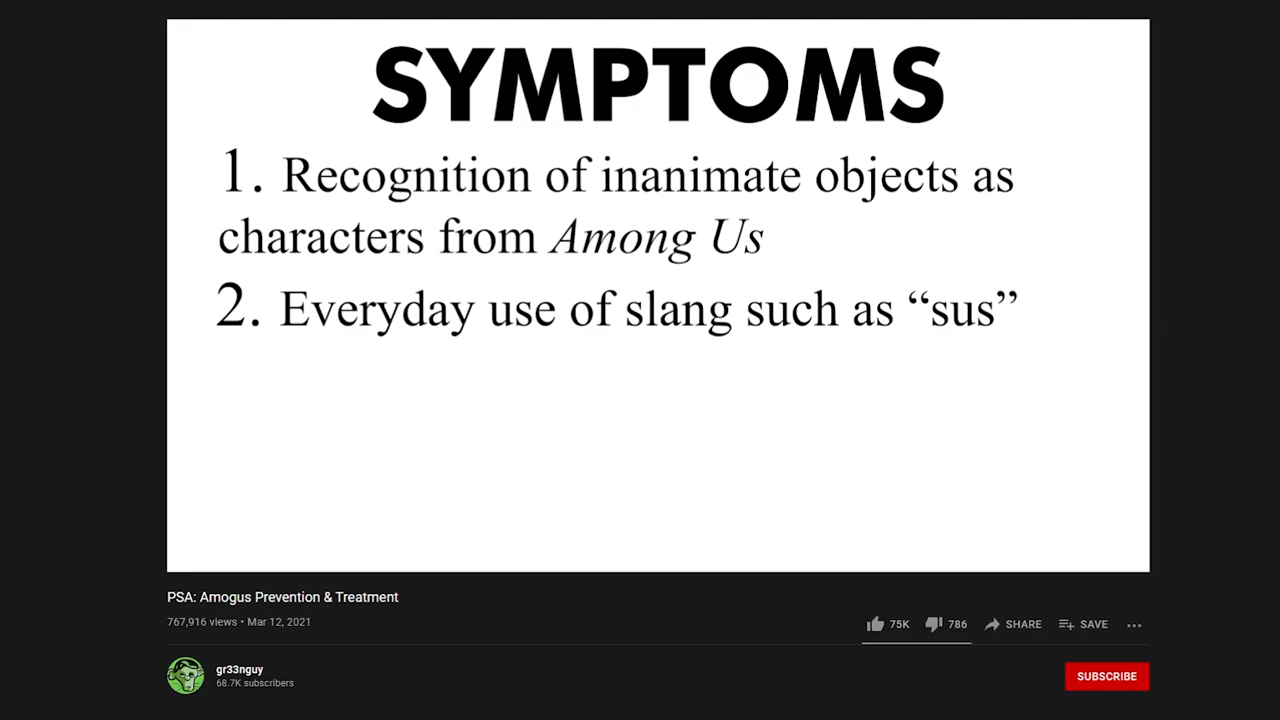 SYMPTOMS
1. Recognition of inanimate objects as
characters from Among Us
2. Everyday use of slang such as “sus”
PSA: Amogus Prevention & Treatment
767,916 views • Mar 12, 2021
75K 786 SHARE SAVE
gr33nguy
68.7K subscribers
SUBSCRIBE